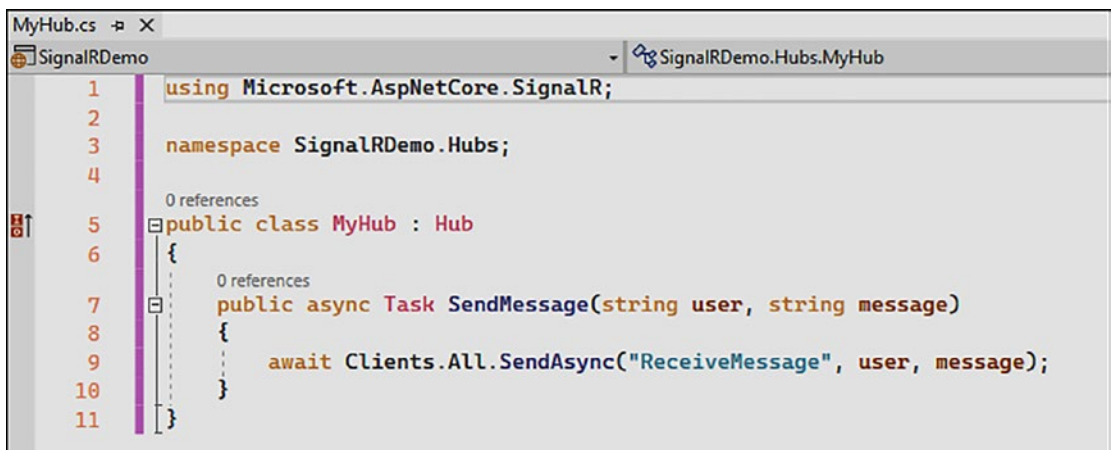 MyHub.cs
SignalRDemo SignalRDemo.Hubs.MyHub
1 using Microsoft.AspNetCore.SignalR;
2
3 namespace SignalRDemo.Hubs;
4
0 references
5 public class MyHub : Hub
6 {
0 references
7 public async Task SendMessage(string user, string message)
8 {
9 await Clients.All.SendAsync("ReceiveMessage", user, message);
10 }
11 }